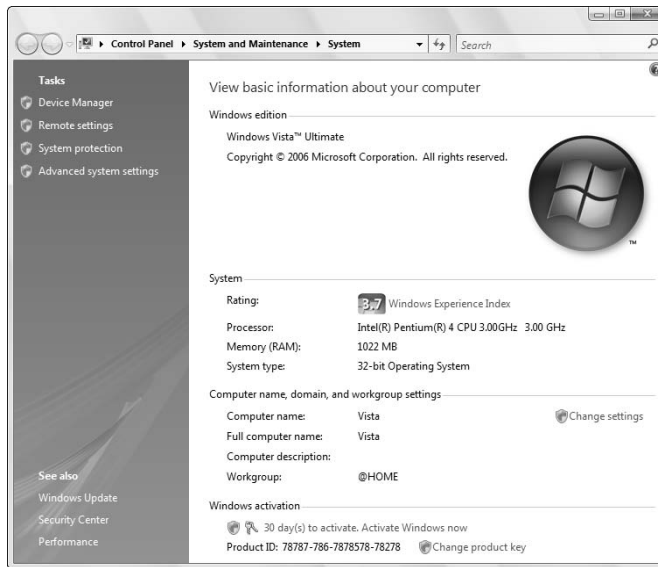 Control Panel ▸ System and Maintenance ▸ System
Search
Tasks
Device Manager
Remote settings
System protection
Advanced system settings
See also
Windows Update
Security Center
Performance
View basic information about your computer
Windows edition
Windows Vista™ Ultimate
Copyright © 2006 Microsoft Corporation. All rights reserved.
TM
System
Rating: 3.7 Windows Experience Index
Processor: Intel(R) Pentium(R) 4 CPU 3.00GHz 3.00 GHz
Memory (RAM): 1022 MB
System type: 32-bit Operating System
Computer name, domain, and workgroup settings
Computer name: Vista Change settings
Full computer name: Vista
Computer description:
Workgroup: @HOME
Windows activation
30 day(s) to activate. Activate Windows now
Product ID: 78787-786-7878578-78278 Change product key